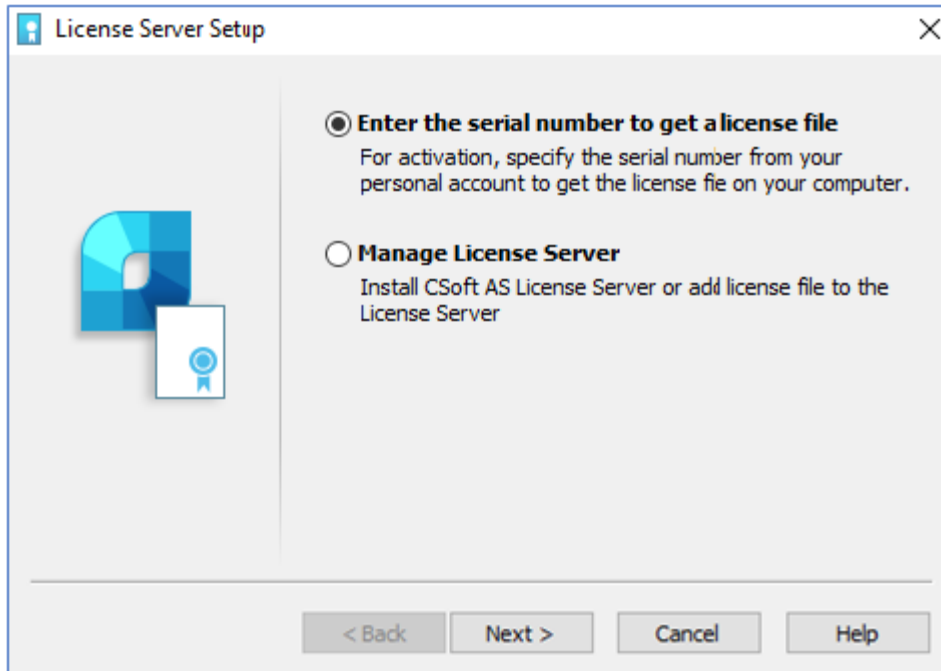 License Server Setup
Enter the serial number to get a license file
For activation, specify the serial number from your
personal account to get the license file on your computer.
Manage License Server
Install CSoft AS License Server or add license file to the
License Server
< Back
Next >
Cancel
Help